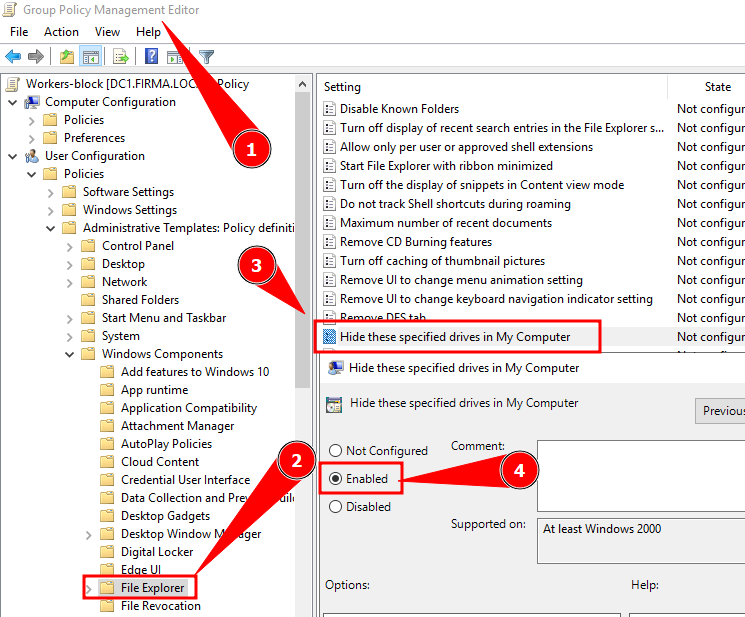 Group Policy Management Editor
File Action View Help
Workers-block [DC1.FIRMA.LOC Policy
Computer Configuration
Policies
Preferences
User Configuration
Policies
Software Settings
Windows Settings
Administrative Templates: Policy definiti
Control Panel
Desktop
Network
Shared Folders
Start Menu and Taskbar
System
Windows Components
Add features to Windows 10
App runtime
Application Compatibility
Attachment Manager
AutoPlay Policies
Cloud Content
Credential User Interface
Data Collection and Preview Buil
Desktop Gadgets
Desktop Window Manager
Digital Locker
Edge UI
File Explorer
File Revocation
Setting State
Disable Known Folders Not configur
Turn off display of recent search entries in the File Explorer s... Not configur
Allow only per user or approved shell extensions Not configur
Start File Explorer with ribbon minimized Not configur
Turn off the display of snippets in Content view mode Not configur
Do not track Shell shortcuts during roaming Not configur
Maximum number of recent documents Not configur
Remove CD Burning features Not configur
Turn off caching of thumbnail pictures Not configur
Remove UI to change menu animation setting Not configur
Remove UI to change keyboard navigation indicator setting Not configur
Remove DFS tab Not configur
Hide these specified drives in My Computer Not configur
Hide these specified drives in My Computer
Hide these specified drives in My Computer
Previous
Not Configured Comment:
Enabled
Disabled
Supported on: At least Windows 2000
Options: Help:
1
2
3
4